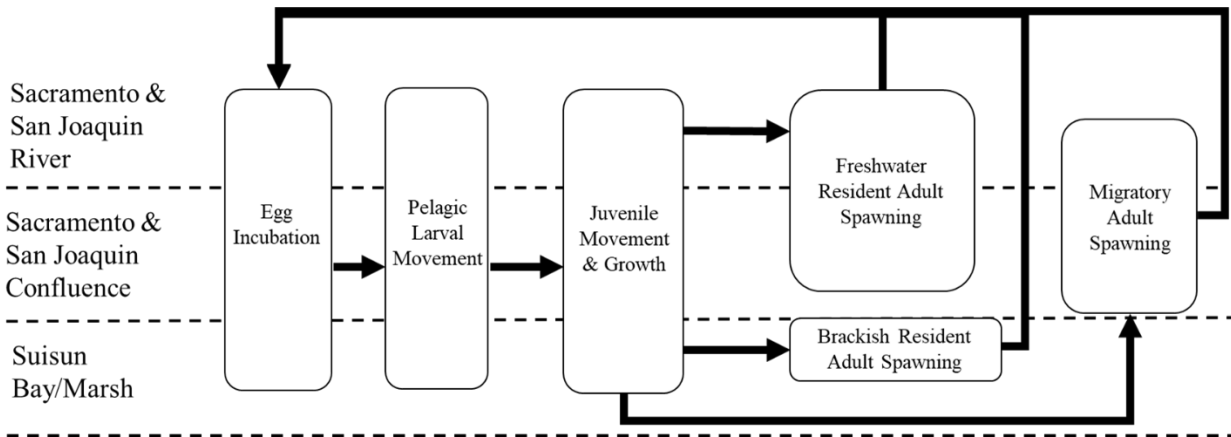 Sacramento &
San Joaquin
River
Sacramento &
San Joaquin
Confluence
Suisun
Bay/Marsh
Egg
Incubation
Pelagic
Larval
Movement
Juvenile
Movement
& Growth
Freshwater
Resident Adult
Spawning
Brackish Resident
Adult Spawning
Migratory
Adult
Spawning